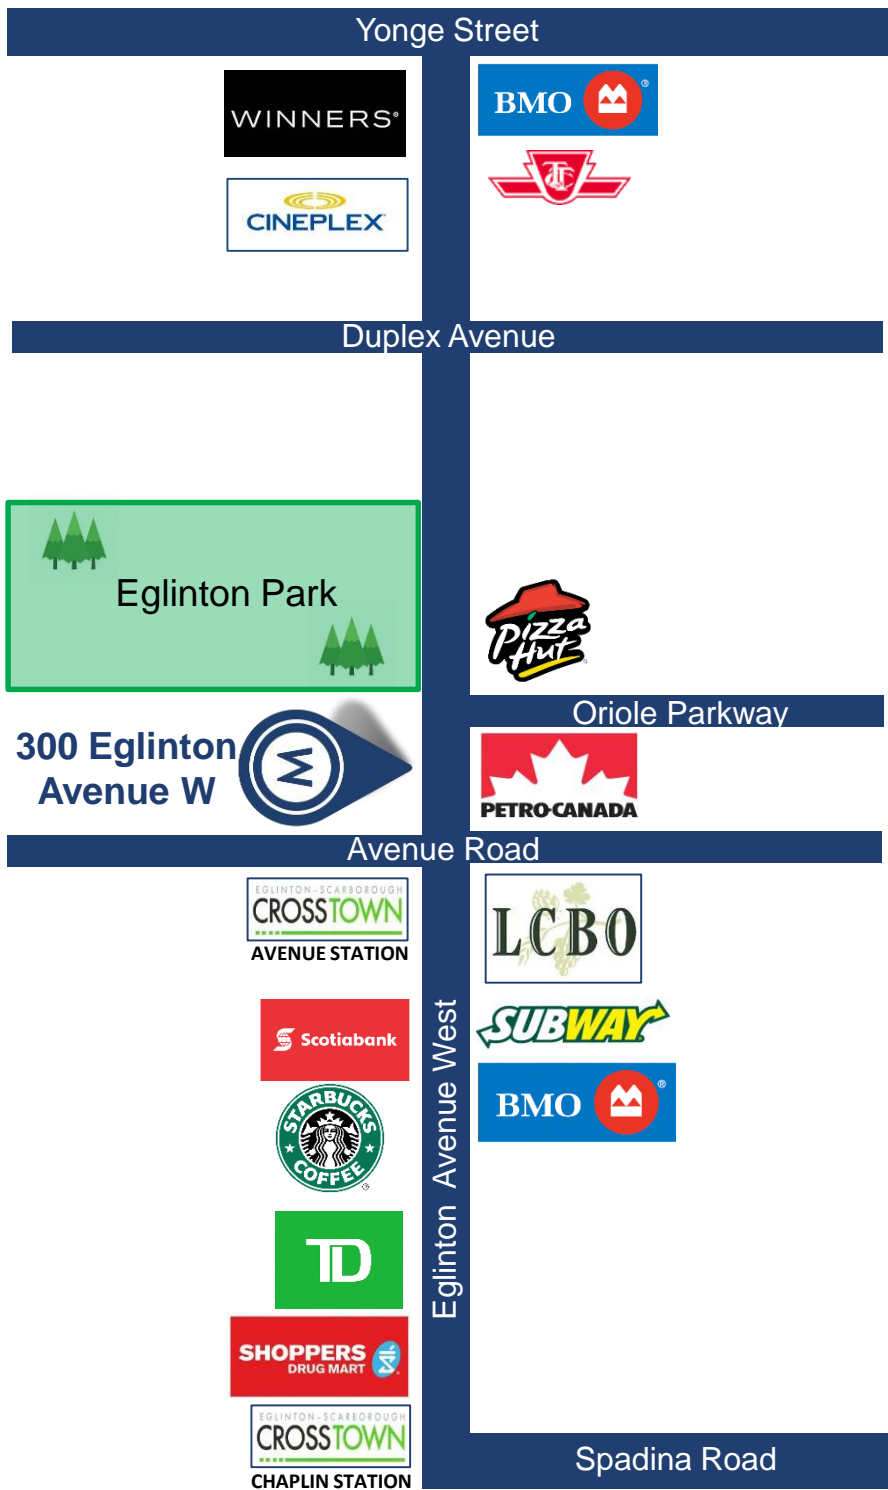 Yonge Street
WINNERS®
BMO ®
TTC
CINEPLEX
Duplex Avenue
Eglinton Park
Pizza
Hut
Oriole Parkway
300 Eglinton
Avenue W
M
PETRO-CANADA
Avenue Road
EGLINTON-SCARBOROUGH
CROSSTOWN
AVENUE STATION
LCBO
Scotiabank
SUBWAY
STARBUCKS
COFFEE
®
BMO ®
Eglinton Avenue West
TD
SHOPPERS
DRUG MART
EGLINTON-SCARBOROUGH
CROSSTOWN
CHAPLIN STATION
Spadina Road